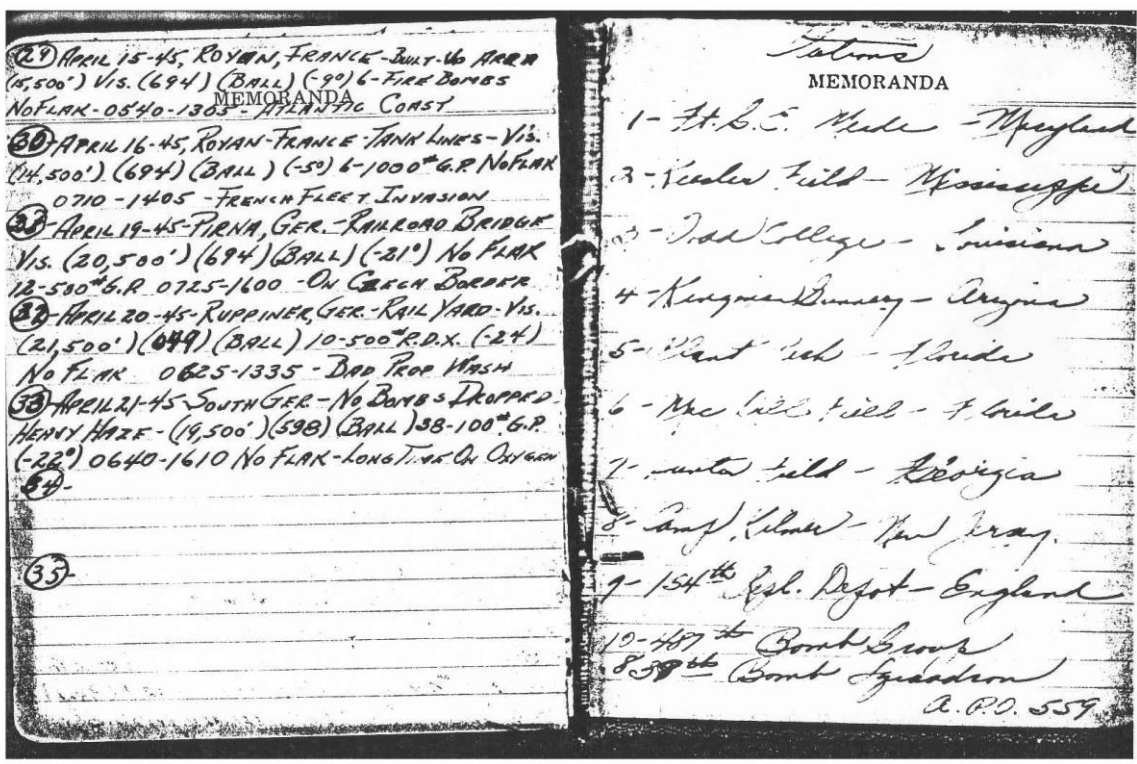 29 APRIL 15-45, ROYAN, FRANCE - BUILT-UP AREA
(15,500') VIS. (694) (BALL) (-9°) 6-FIRE BOMBS
MEMORANDA
NO FLAK - 0540-1305 - ATLANTIC COAST
30 - APRIL 16-45, ROYAN-FRANCE-TANK LINES - VIS.
(14,500') (694) (BALL) (-5°) 6-1000# G.P. NO FLAK
0710-1405 - FRENCH FLEET INVASION
APRIL 19-45-PIRNA, GER. - RAILROAD BRIDGE
VIS. (20,500') (694) (BALL) (-21°) NO FLAK
12-500# G.P. 0725-1600 - ON CZECH BORDER
32 - APRIL 20-45-RUPPINER, GER.-RAIL YARD-VIS.
(21,500') (049) (BALL) 10-500# R.D.X. (-24)
NO FLAK 0625-1335 - BAD PROP WASH
33 - APRIL 21-45-SOUTH GER - NO BOMBS DROPPED
HEAVY HAZE - (19,500') (598) (BALL) 38-100# G.P.
(-22°) 0640-1610 NO FLAK - LONG TIME ON OXYGEN
34 -
35 -
MEMORANDA
1 - Ft. G. E. Meade - Maryland
2 - Keesler Field - Mississippi
3 - Dodd College - Louisiana
4 - Kingman Gunnery - Arizona
5 - Plant - Florida
6 - Mac Dill Field - Florida
7 - Hunter Field - Georgia
8 - Camp Kilmer - New Jersey.
9 - 154th Repl. Depot - England
10 - 487th Bomb Group
838th Bomb Squadron
A.P.O. 559